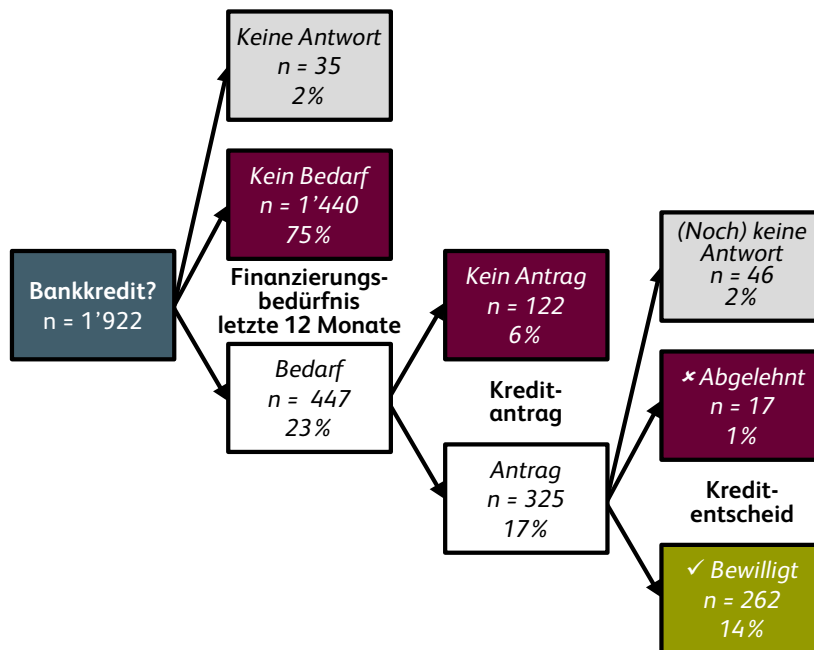 Keine Antwort
n = 35
2%
Kein Bedarf
n = 1’440
75%
Bankkredit?
n = 1’922
Finanzierungs-
bedürfnis
letzte 12 Monate
Bedarf
n = 447
23%
Kein Antrag
n = 122
6%
Kredit-
antrag
Antrag
n = 325
17%
(Noch) keine
Antwort
n = 46
2%
✘ Abgelehnt
n = 17
1%
Kredit-
entscheid
✓ Bewilligt
n = 262
14%